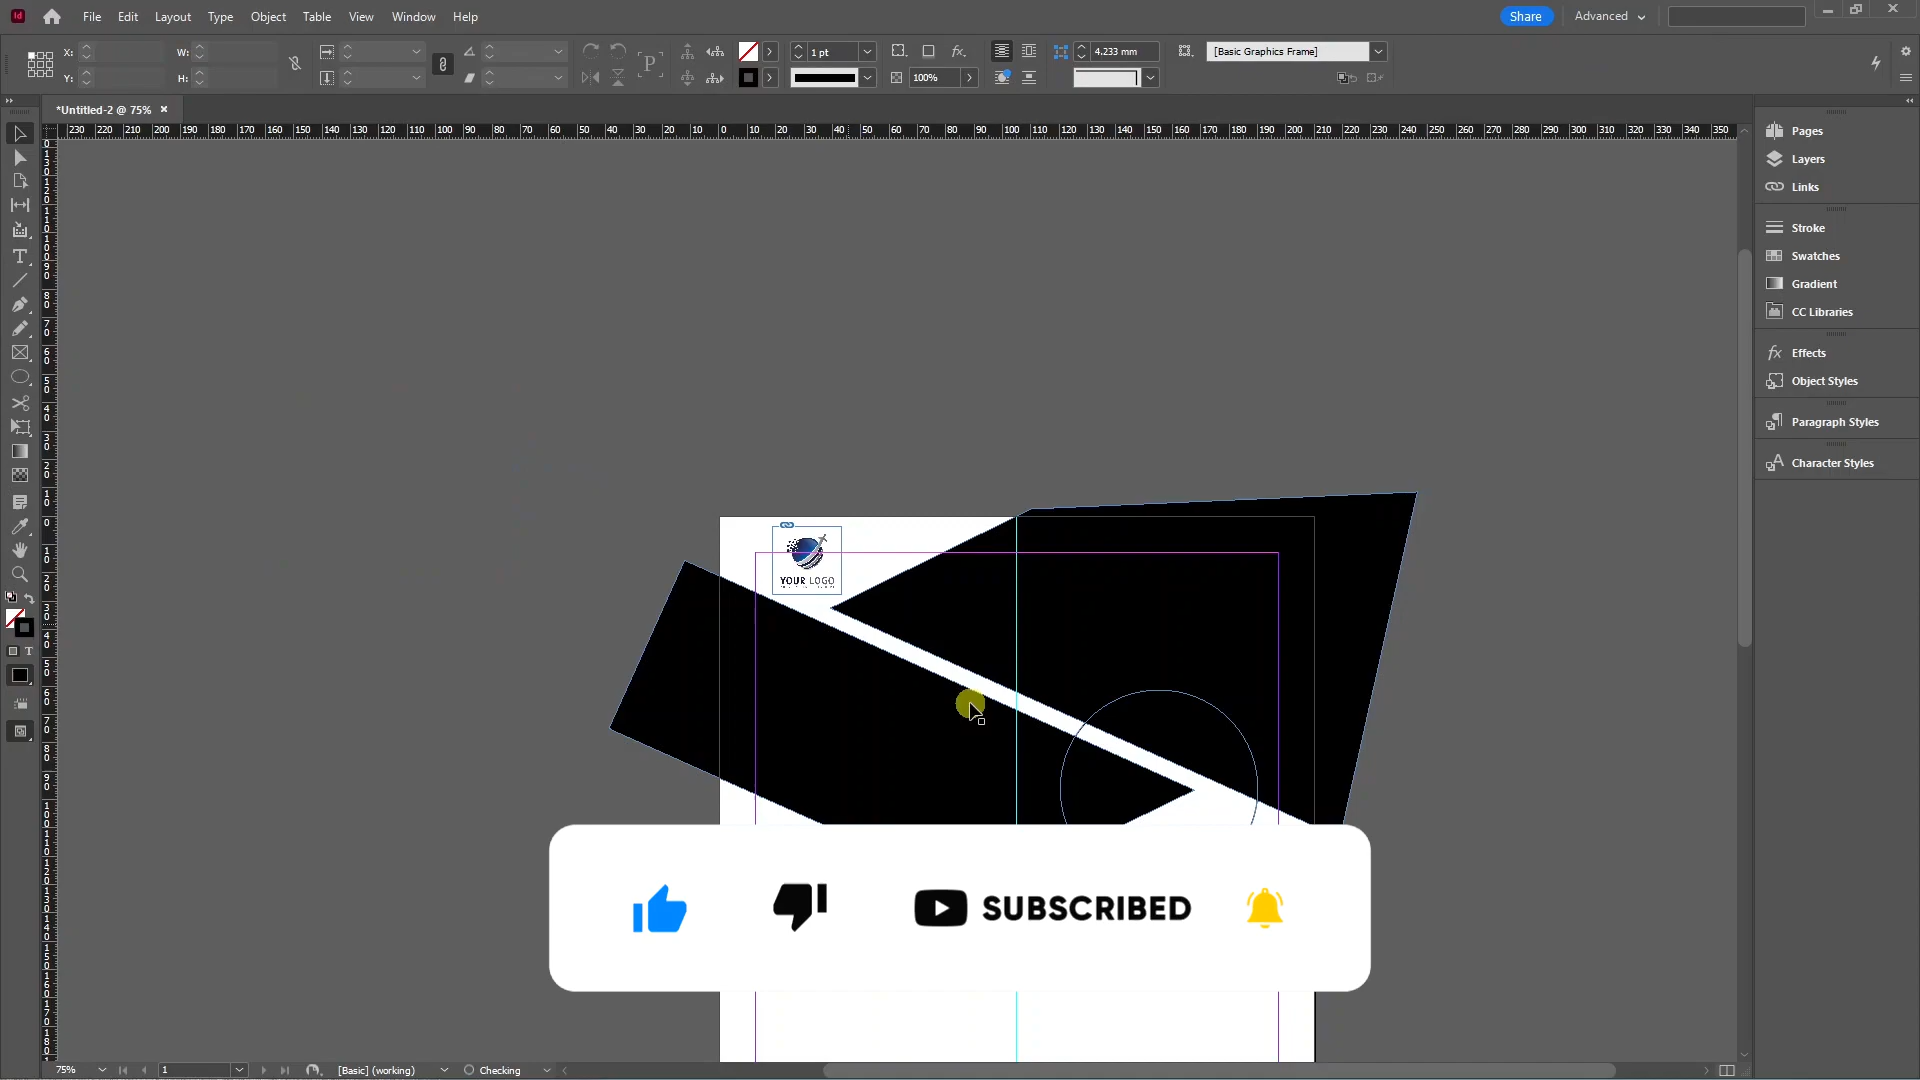 File Edit Layout Type Object Table View Window Help
Share Advanced
X: W: 1 pt 4.233 mm [Basic Graphics Frame]
Y: H: 100%
*Untitled-2 @ 75% ×
230 220 210 200 190 180 170 160 150 140 130 120 110 100 90 80 70 60 50 40 30 20 10 0 10 20 30 40 50 60 70 80 90 100 110 120 130 140 150 160 170 180 190 200 210 220 230 240 250 260 270 280 290 300 310 320 330 340 350
Pages
Layers
Links
Stroke
Swatches
Gradient
CC Libraries
Effects
Object Styles
Paragraph Styles
Character Styles
YOUR LOGO
SUBSCRIBED
75% 1 [Basic] (working) Checking